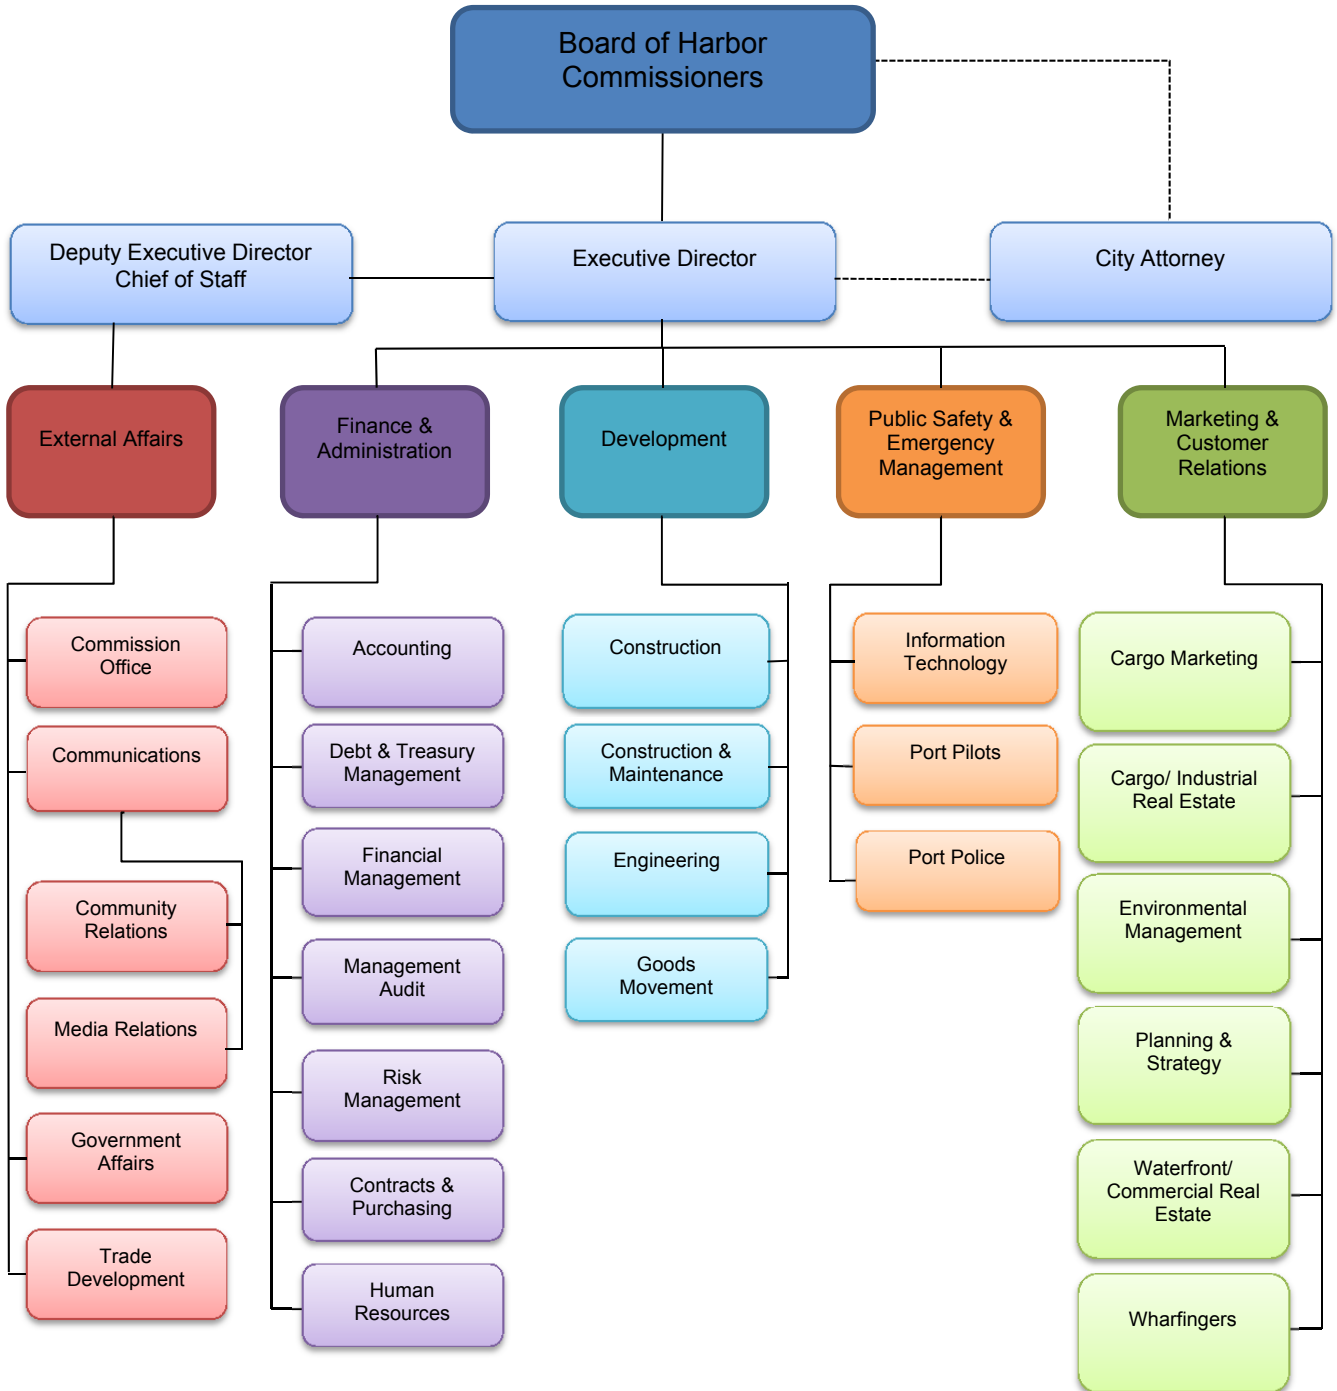 Board of Harbor
Commissioners
Deputy Executive Director
Chief of Staff
Executive Director
City Attorney
External Affairs
Finance &
Administration
Development
Public Safety &
Emergency
Management
Marketing &
Customer
Relations
Commission
Office
Communications
Community
Relations
Media Relations
Government
Affairs
Trade
Development
Accounting
Debt & Treasury
Management
Financial
Management
Management
Audit
Risk
Management
Contracts &
Purchasing
Human
Resources
Construction
Construction &
Maintenance
Engineering
Goods
Movement
Information
Technology
Port Pilots
Port Police
Cargo Marketing
Cargo/ Industrial
Real Estate
Environmental
Management
Planning &
Strategy
Waterfront/
Commercial Real
Estate
Wharfingers